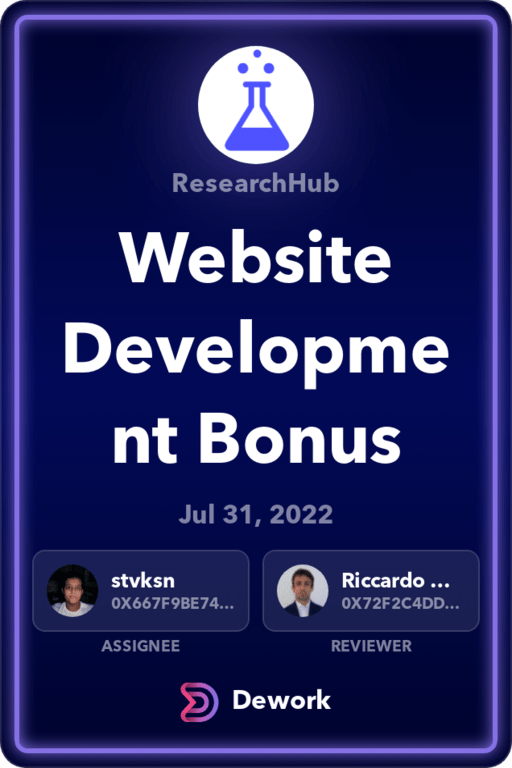 ResearchHub
Website
Developme
nt Bonus
Jul 31, 2022
stvksn
0X667F9BE74...
Riccardo ...
0X72F2C4DD...
ASSIGNEE
REVIEWER
Dework